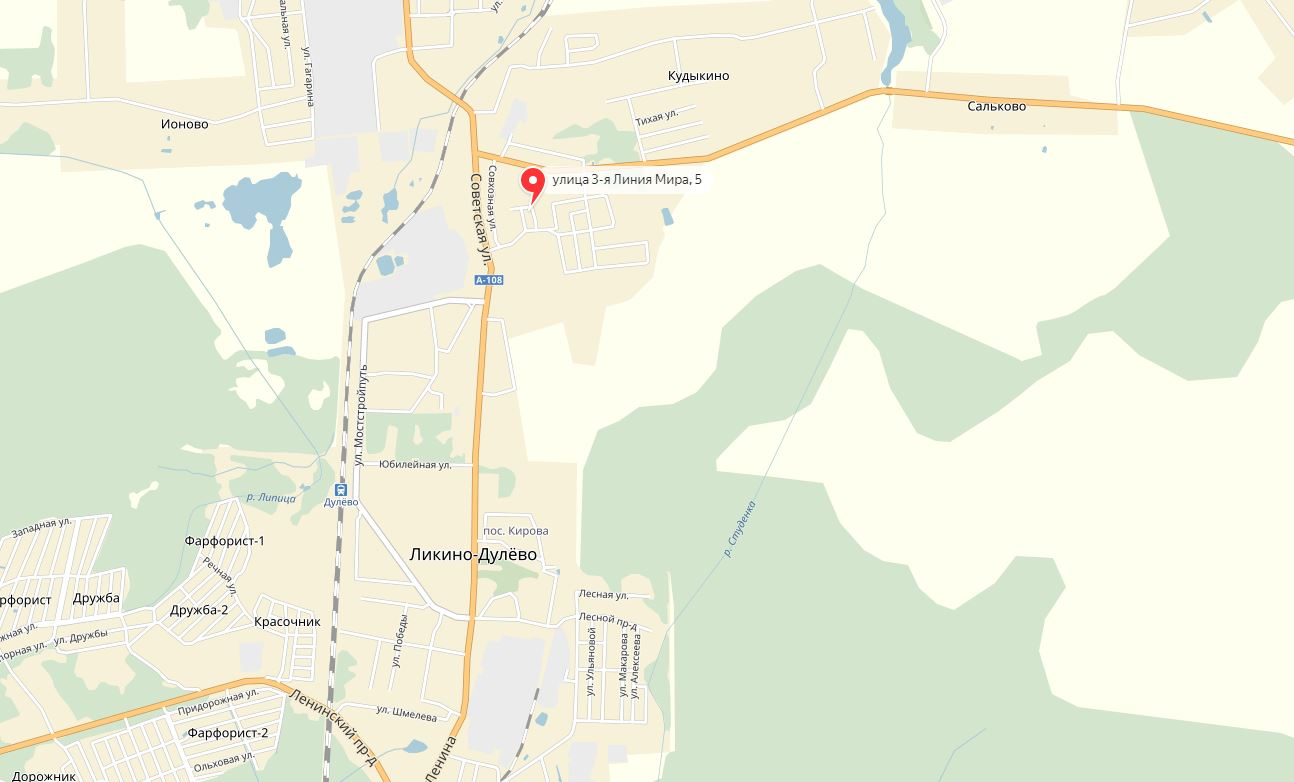 ул. Гагарина
Ионово
Кудыкино
Тихая ул.
Сальково
улица 3-я Линия Мира, 5
Совхозная ул.
Советская ул.
А-108
ул. Мостстройпуть
Юбилейная ул.
Дулёво
р. Липица
р. Студенка
пос. Кирова
Ликино-Дулёво
Западная ул.
Фарфорист-1
Речная ул.
Дружба
Дружба-2
Красочник
ул. Дружбы
Лесная ул.
Лесной пр-д
ул. Победы
ул. Ульяновой
ул. Макарова
ул. Алексеева
Придорожная ул.
Ленинский пр-д
ул. Шмелева
Фарфорист-2
Ольховая ул.
Ленина
Дорожник